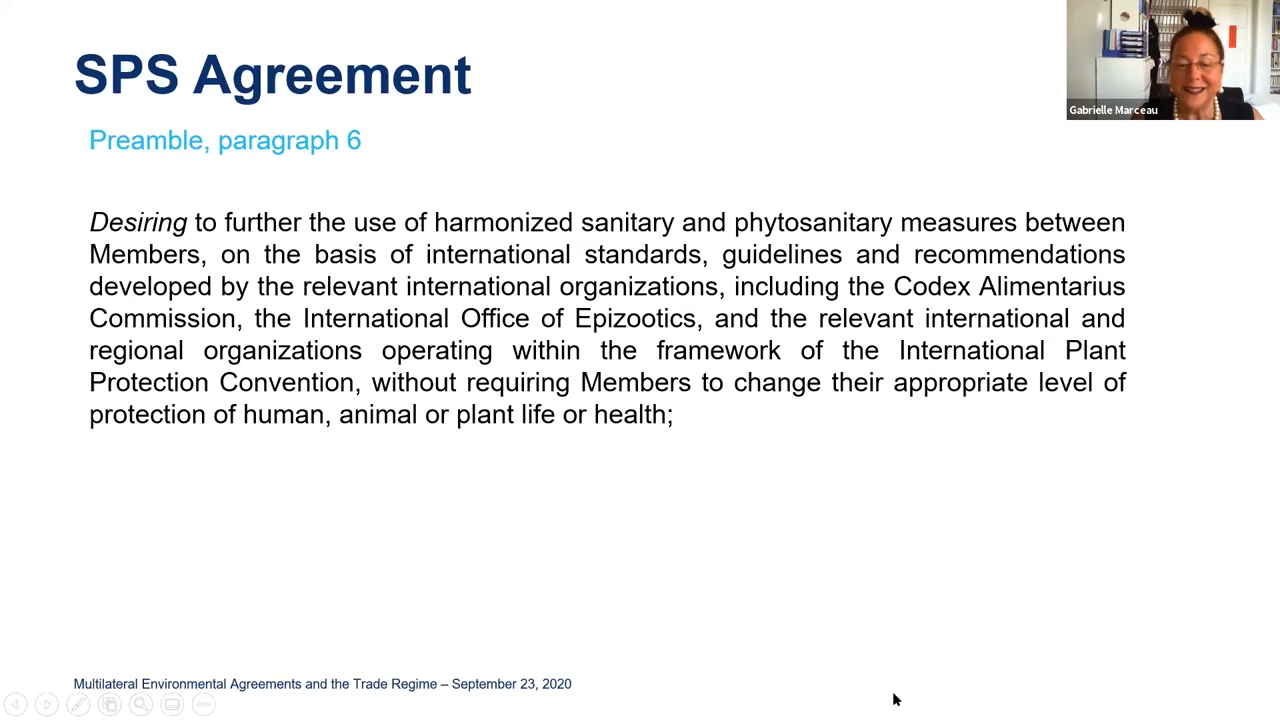 SPS Agreement
Gabrielle Marceau
Preamble, paragraph 6
Desiring to further the use of harmonized sanitary and phytosanitary measures between
Members, on the basis of international standards, guidelines and recommendations
developed by the relevant international organizations, including the Codex Alimentarius
Commission, the International Office of Epizootics, and the relevant international and
regional organizations operating within the framework of the International Plant
Protection Convention, without requiring Members to change their appropriate level of
protection of human, animal or plant life or health;
Multilateral Environmental Agreements and the Trade Regime – September 23, 2020